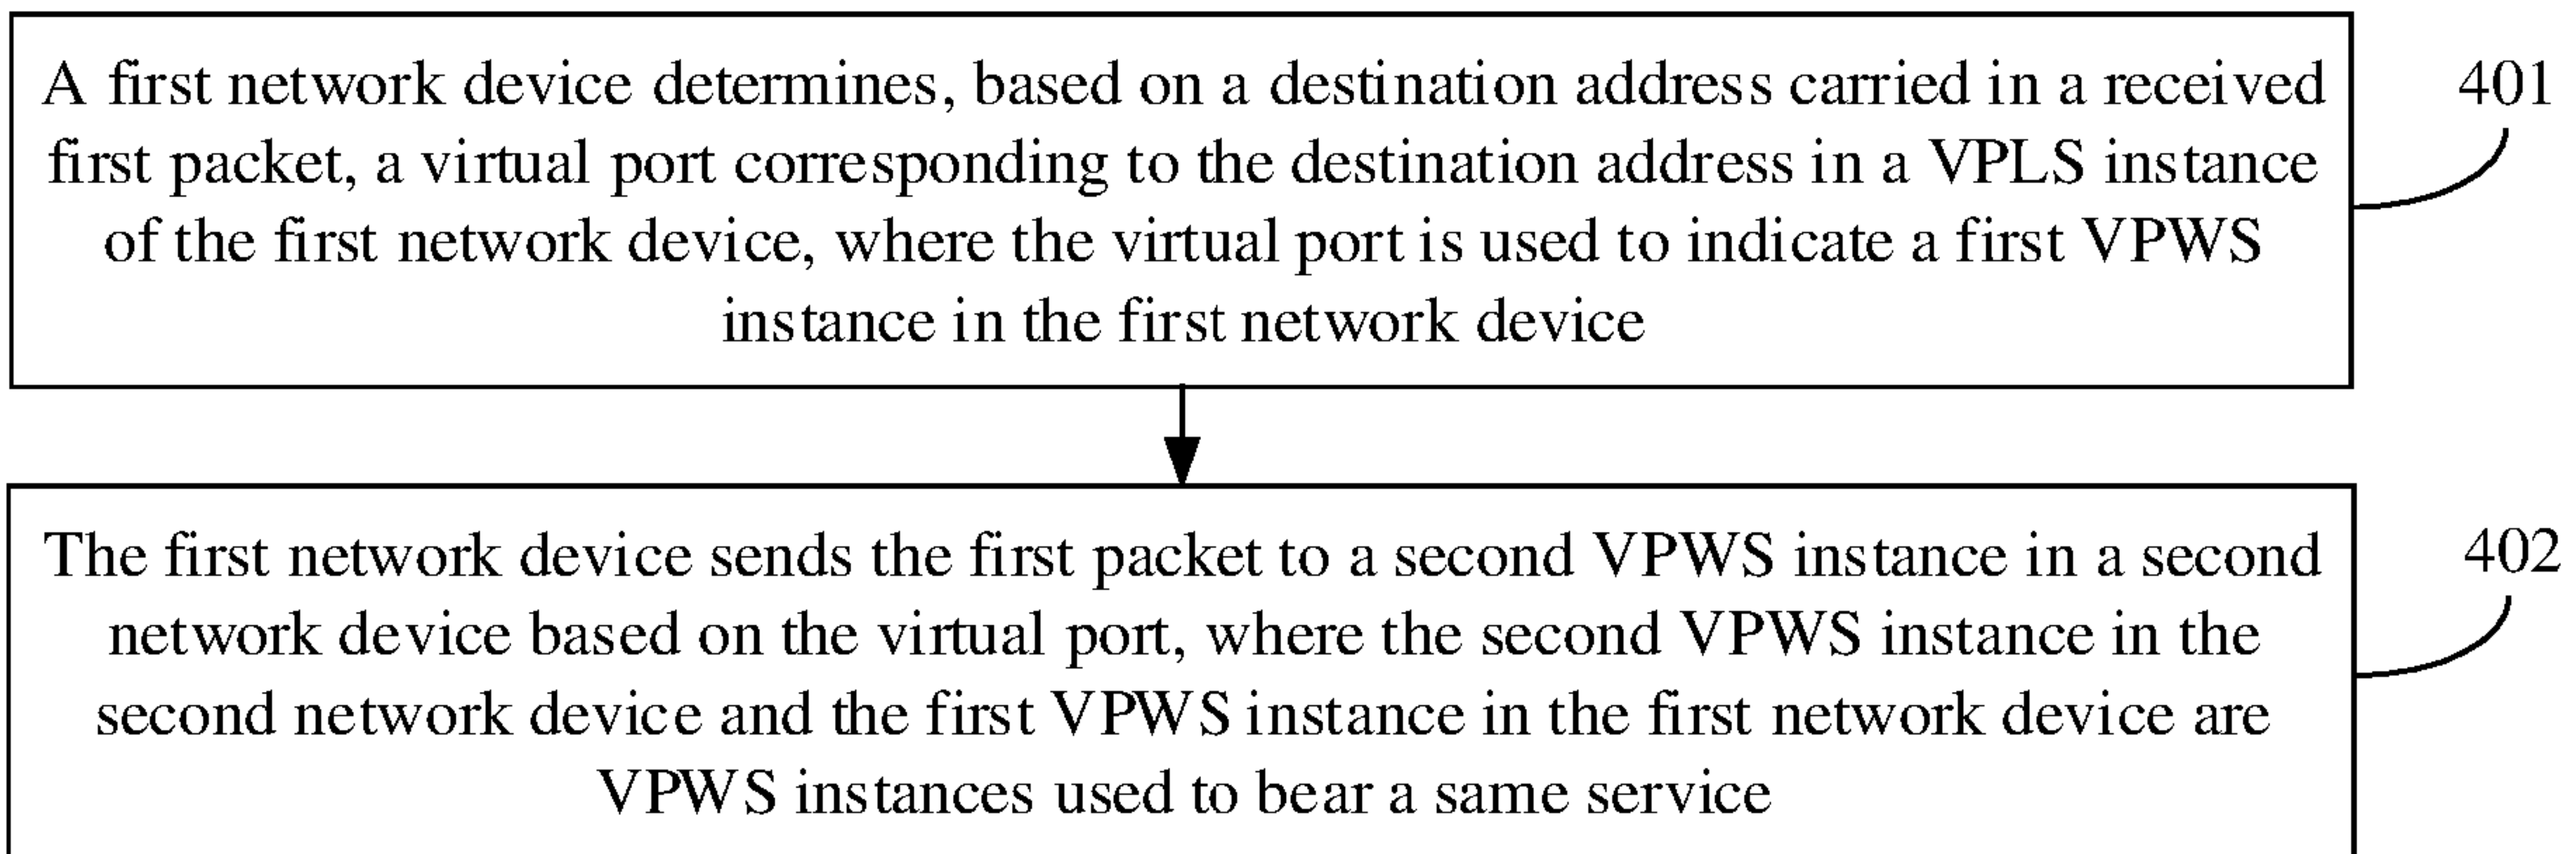 A first network device determines, based on a destination address carried in a received
first packet, a virtual port corresponding to the destination address in a VPLS instance
of the first network device, where the virtual port is used to indicate a first VPWS
instance in the first network device
401
The first network device sends the first packet to a second VPWS instance in a second
network device based on the virtual port, where the second VPWS instance in the
second network device and the first VPWS instance in the first network device are
VPWS instances used to bear a same service
402